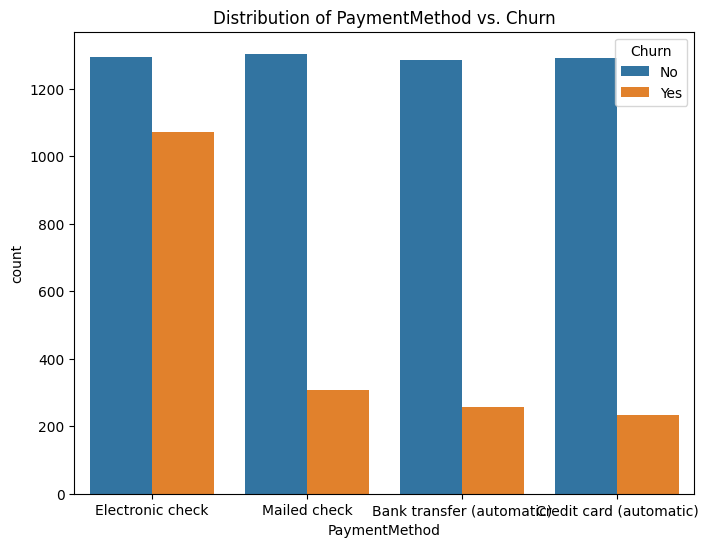 Distribution of PaymentMethod vs. Churn
Churn
No
Yes
1200
1000
800
600
400
200
0
count
Electronic check
Mailed check
Bank transfer (automatic)
Credit card (automatic)
PaymentMethod